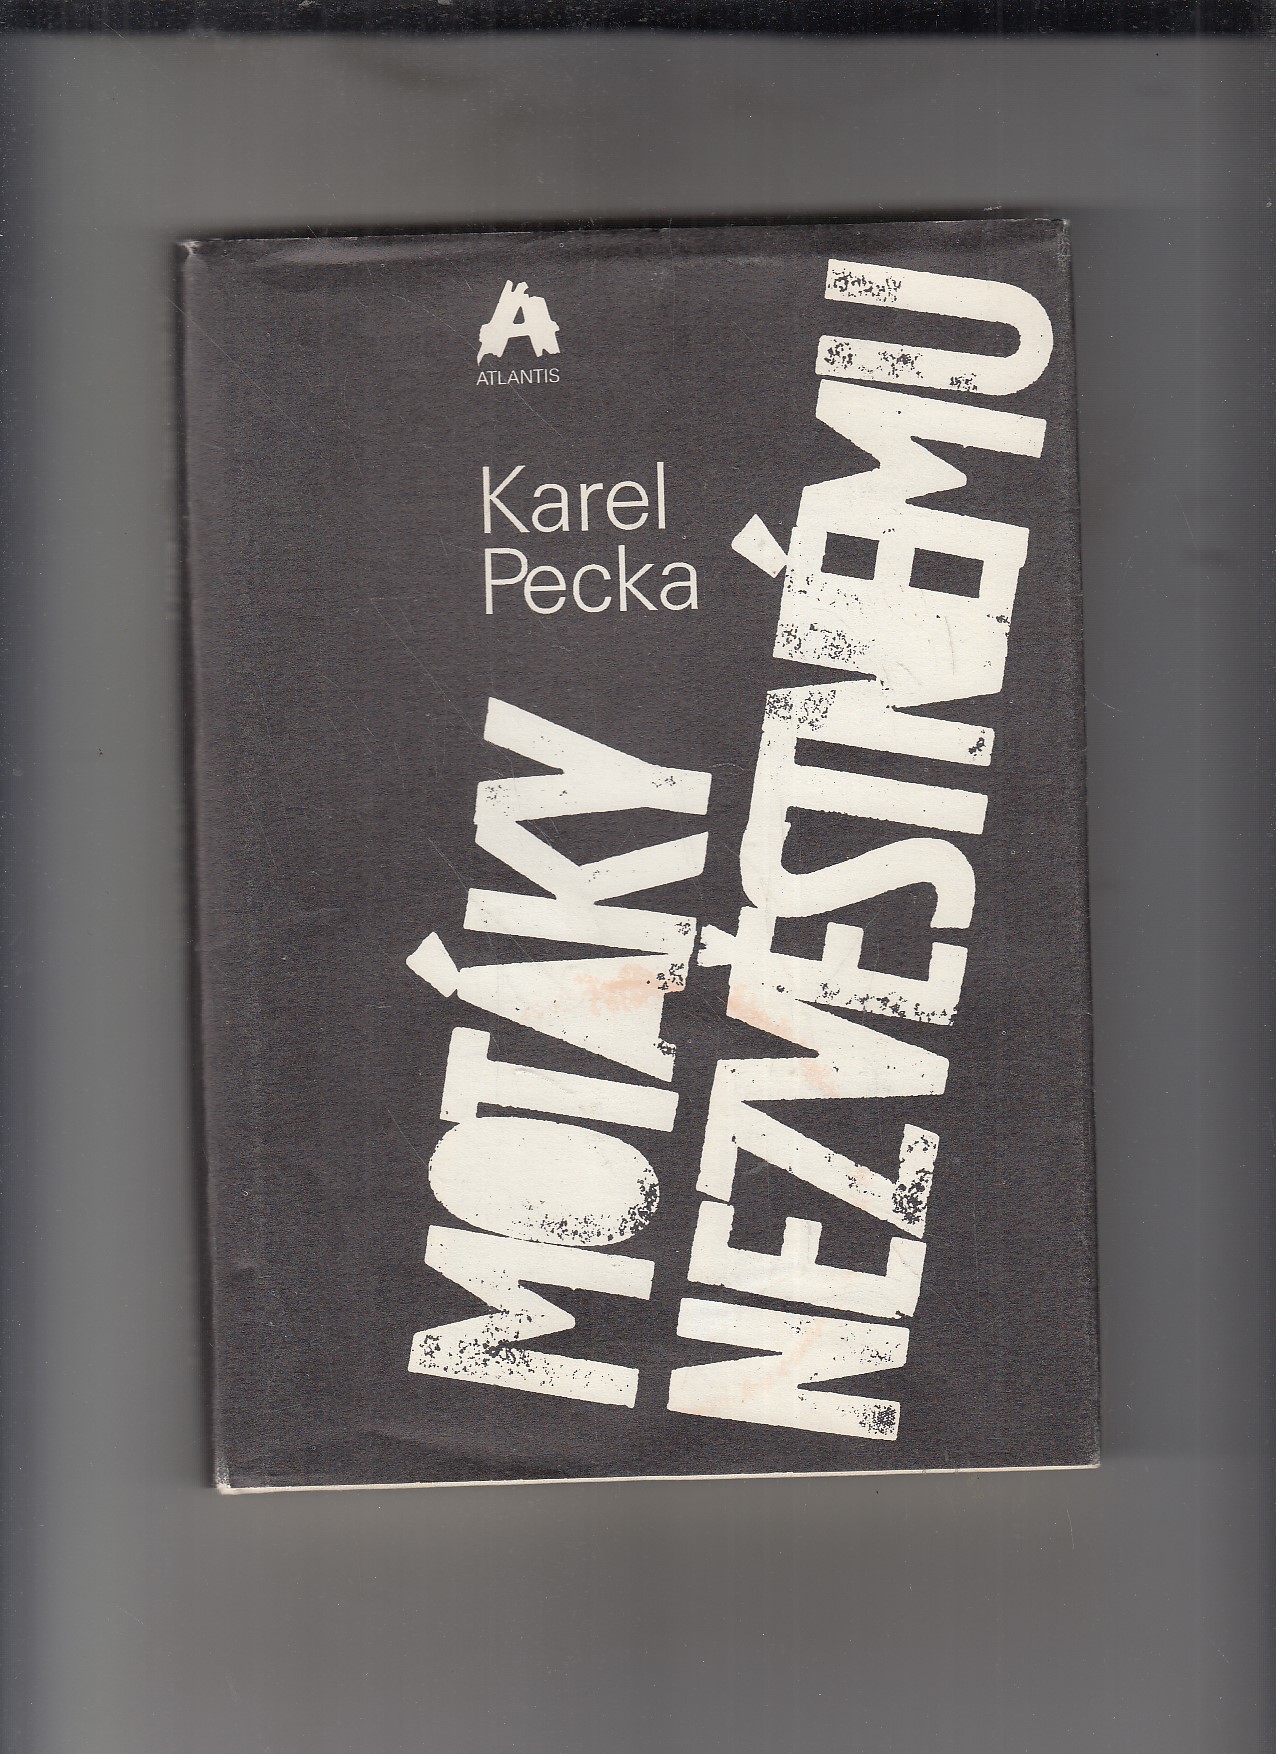 ATLANTIS
Karel
Pecka
MOTÁKY
NEZVĚSTNÉMU